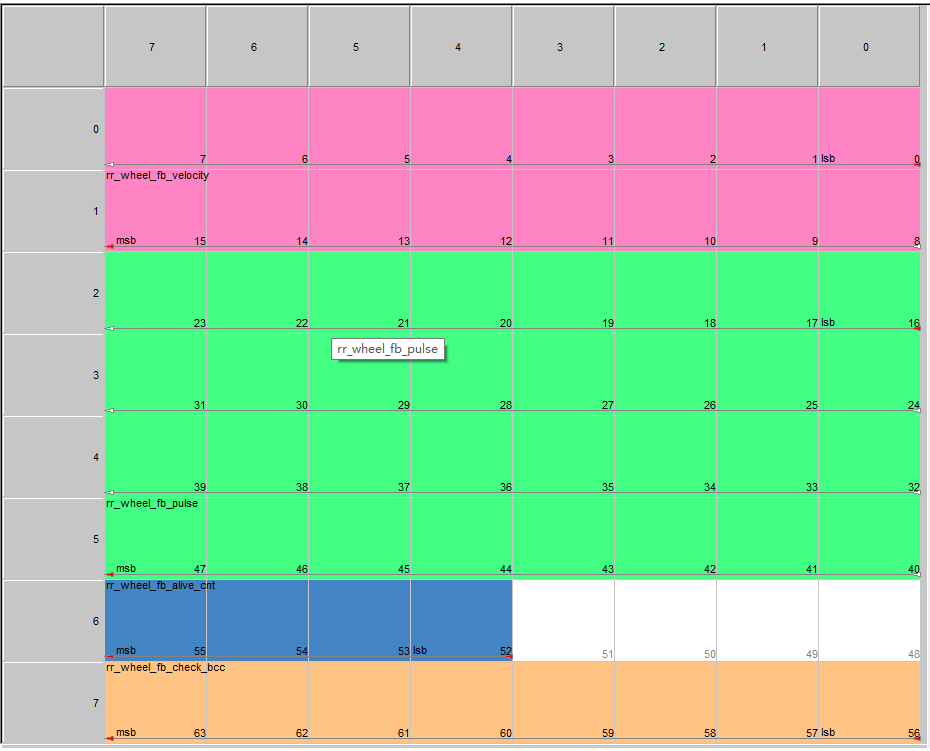 7 6 5 4 3 2 1 0
0
7 6 5 4 3 2 1 lsb 0
rr_wheel_fb_velocity
1
msb 15 14 13 12 11 10 9 8
2
23 22 21 20 19 18 17 lsb 16
rr_wheel_fb_pulse
3
31 30 29 28 27 26 25 24
4
39 38 37 36 35 34 33 32
rr_wheel_fb_pulse
5
msb 47 46 45 44 43 42 41 40
rr_wheel_fb_alive_cnt
6
msb 55 54 53 lsb 52 51 50 49 48
rr_wheel_fb_check_bcc
7
msb 63 62 61 60 59 58 57 lsb 56